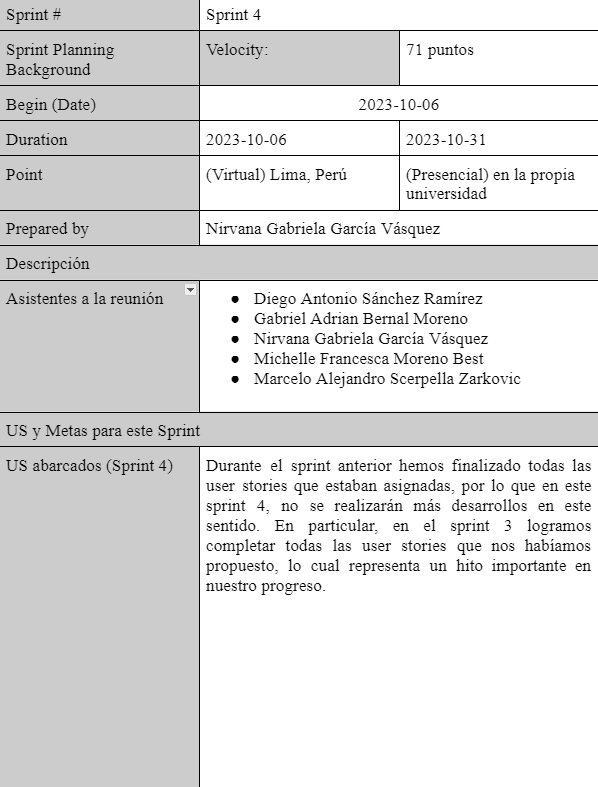 Sprint # Sprint 4
Sprint Planning Background Velocity: 71 puntos
Begin (Date) 2023-10-06
Duration 2023-10-06 2023-10-31
Point (Virtual) Lima, Perú (Presencial) en la propia universidad
Prepared by Nirvana Gabriela García Vásquez
Descripción
Asistentes a la reunión
● Diego Antonio Sánchez Ramírez
● Gabriel Adrian Bernal Moreno
● Nirvana Gabriela García Vásquez
● Michelle Francesca Moreno Best
● Marcelo Alejandro Scerpella Zarkovic
US y Metas para este Sprint
US abarcados (Sprint 4)
Durante el sprint anterior hemos finalizado todas las
user stories que estaban asignadas, por lo que en este
sprint 4, no se realizarán más desarrollos en este
sentido. En particular, en el sprint 3 logramos
completar todas las user stories que nos habíamos
propuesto, lo cual representa un hito importante en
nuestro progreso.